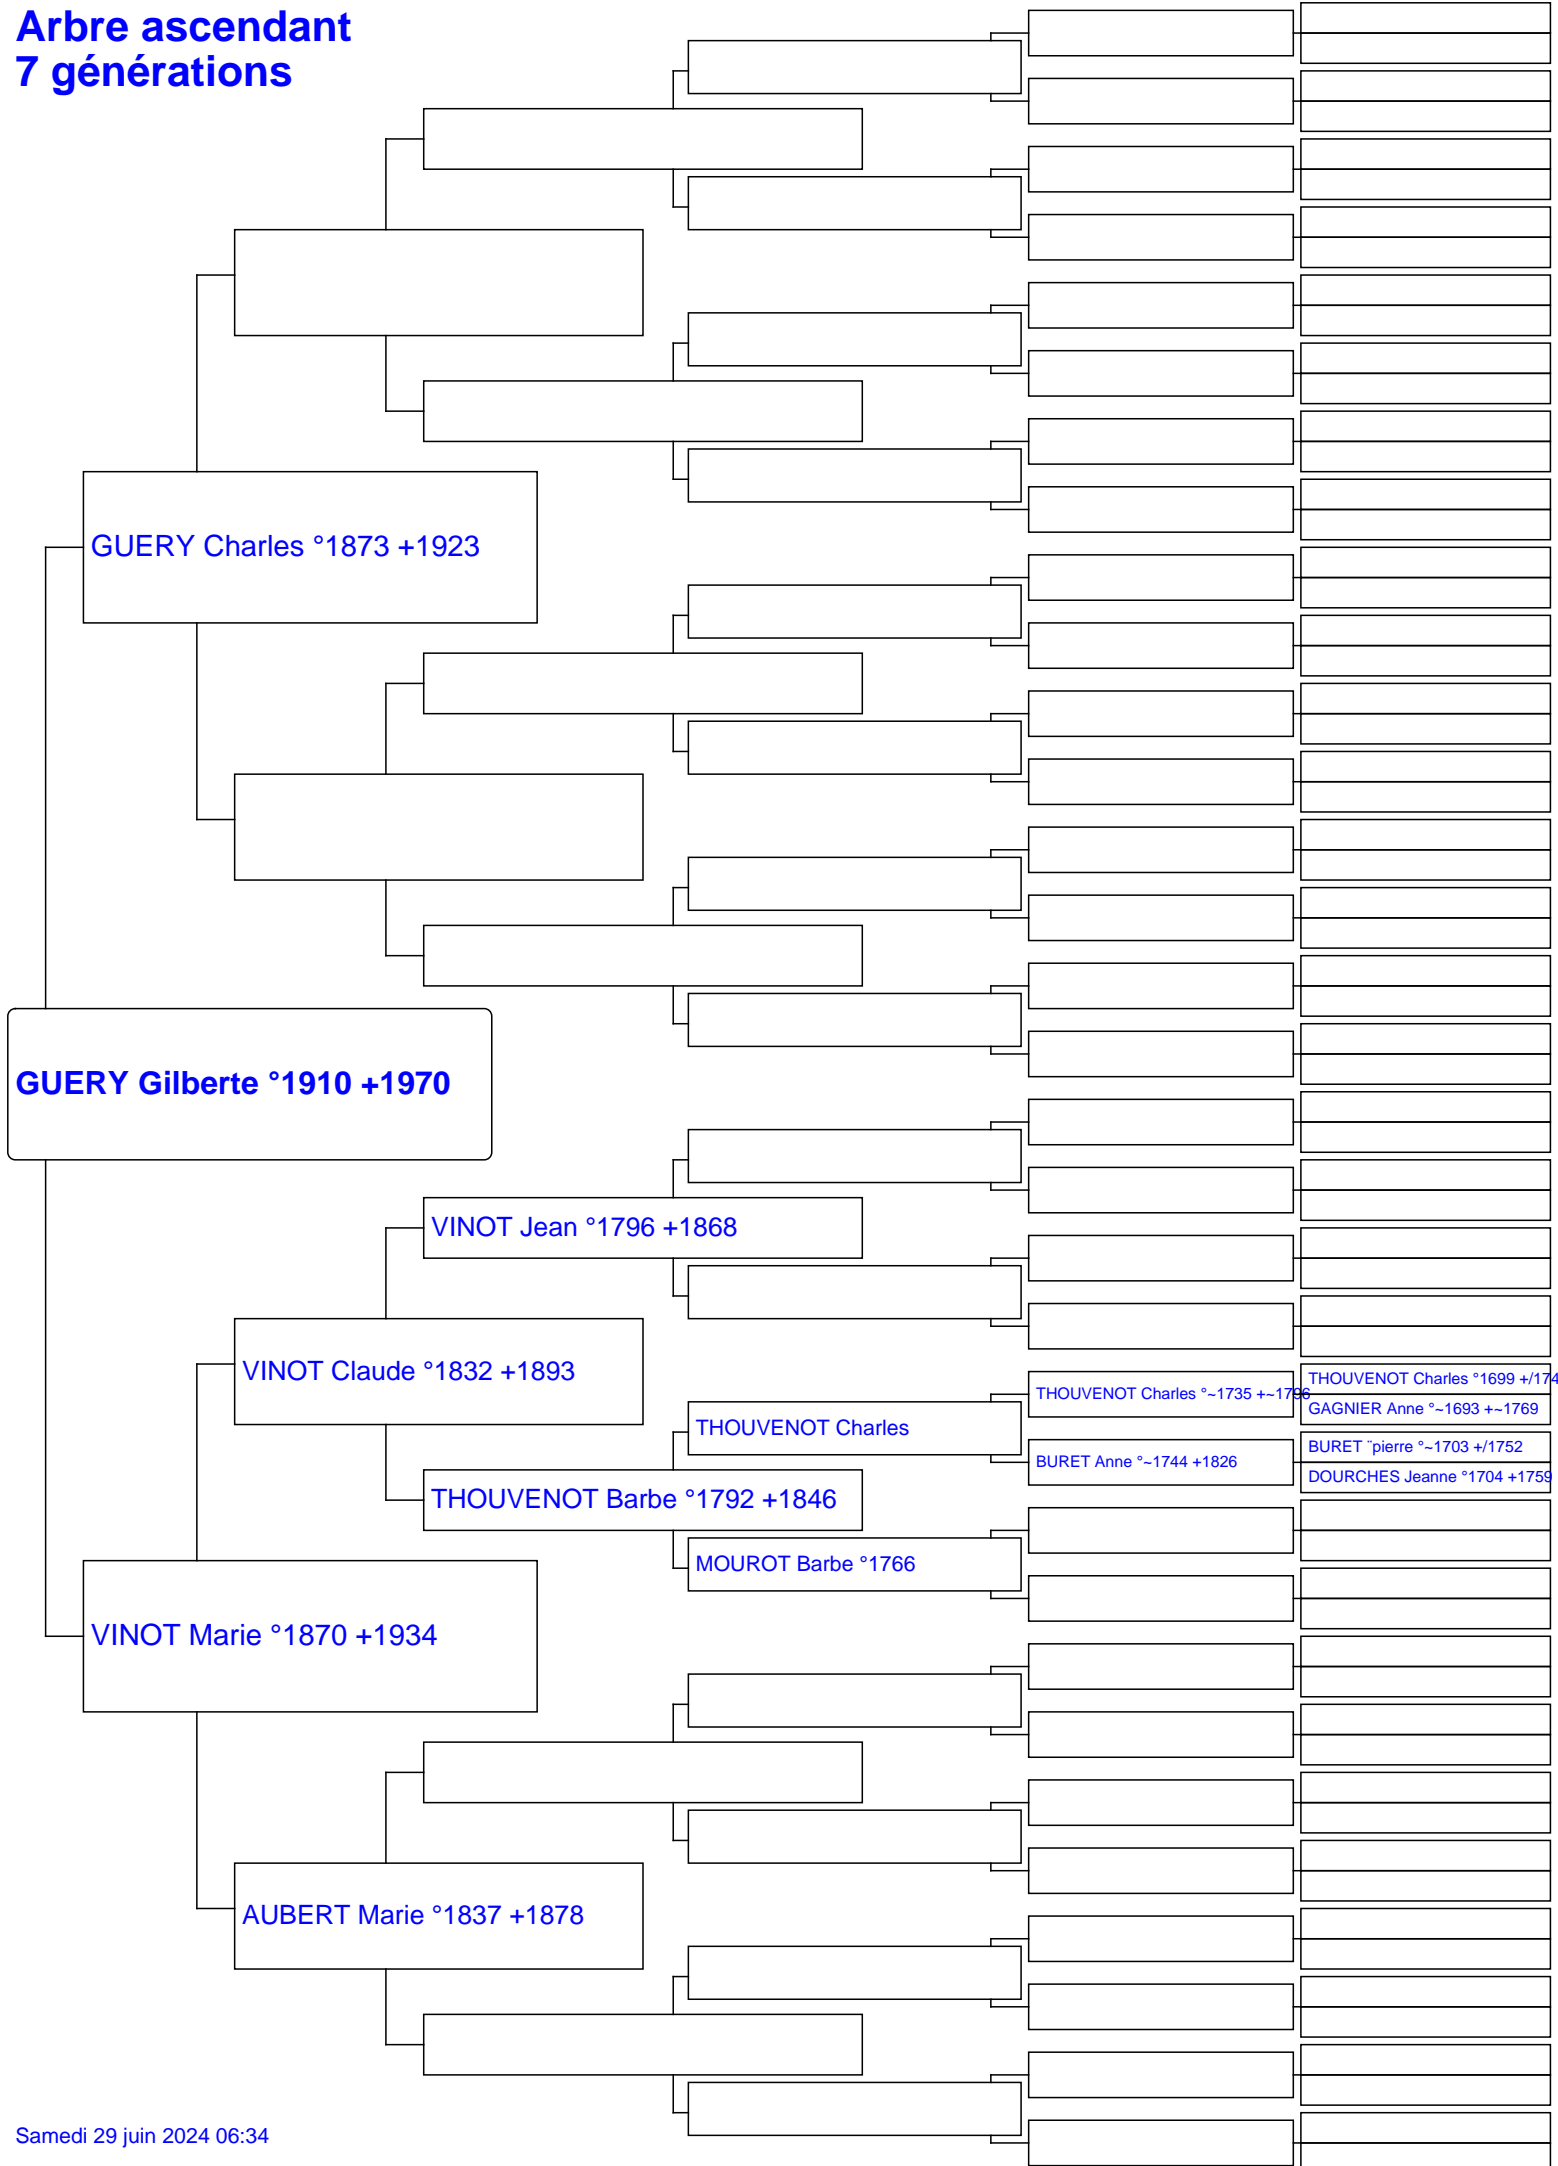 Arbre ascendant
7 générations
GUERY Charles °1873 +1923
GUERY Gilberte °1910 +1970
VINOT Jean °1796 +1868
VINOT Claude °1832 +1893
THOUVENOT Charles °1699 +/174
THOUVENOT Charles °~1735 +~1796
GAGNIER Anne °~1693 +~1769
THOUVENOT Charles
BURET ¨pierre °~1703 +/1752
BURET Anne °~1744 +1826
DOURCHES Jeanne °1704 +1759
THOUVENOT Barbe °1792 +1846
MOUROT Barbe °1766
VINOT Marie °1870 +1934
AUBERT Marie °1837 +1878
Samedi 29 juin 2024 06:34